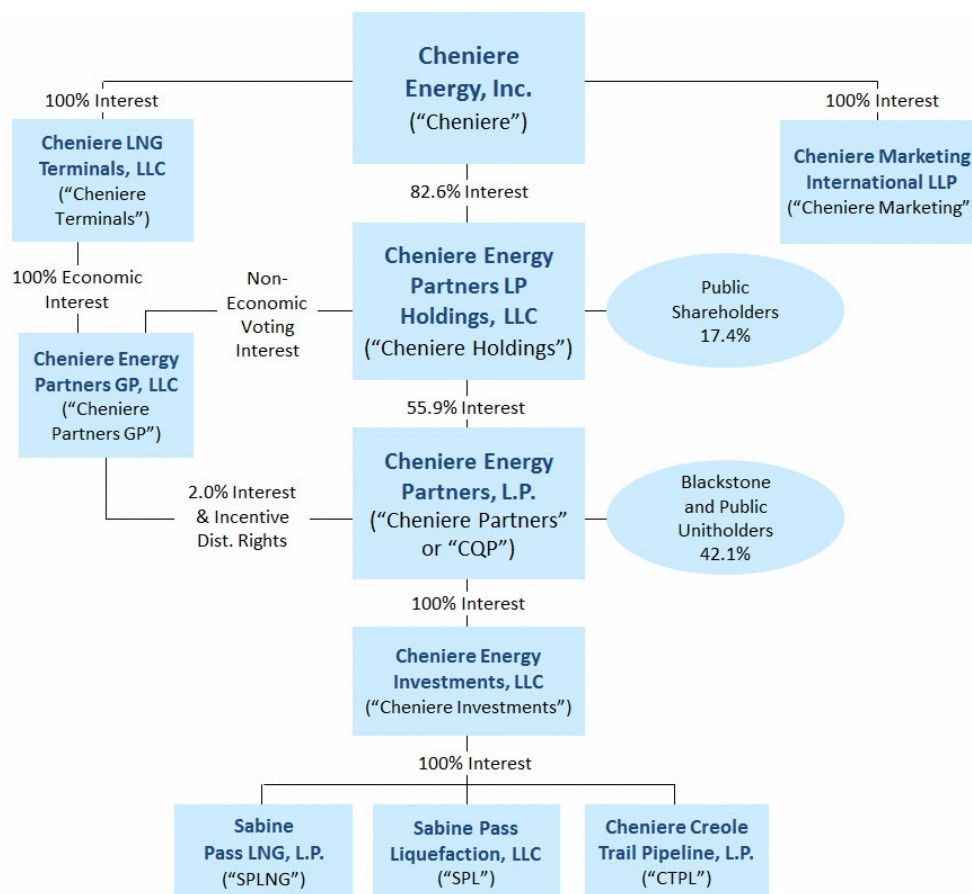 Cheniere
Energy, Inc.
(“Cheniere”)
100% Interest
100% Interest
Cheniere LNG
Terminals, LLC
(“Cheniere
Terminals”)
Cheniere Marketing
International LLP
(“Cheniere Marketing”)
82.6% Interest
100% Economic
Interest
Non-
Economic
Voting
Interest
Cheniere Energy
Partners LP
Holdings, LLC
(“Cheniere Holdings”)
Public
Shareholders
17.4%
Cheniere Energy
Partners GP, LLC
(“Cheniere
Partners GP”)
55.9% Interest
2.0% Interest
& Incentive
Dist. Rights
Cheniere Energy
Partners, L.P.
(“Cheniere Partners”
or “CQP”)
Blackstone
and Public
Unitholders
42.1%
100% Interest
Cheniere Energy
Investments, LLC
(“Cheniere Investments”)
100% Interest
Sabine
Pass LNG, L.P.
(“SPLNG”)
Sabine Pass
Liquefaction, LLC
(“SPL”)
Cheniere Creole
Trail Pipeline, L.P.
(“CTPL”)